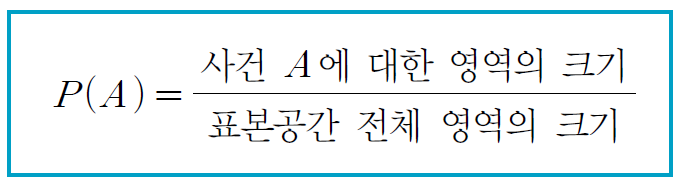 P(A) = 사건 A에 대한 영역의 크기 / 표본공간 전체 영역의 크기